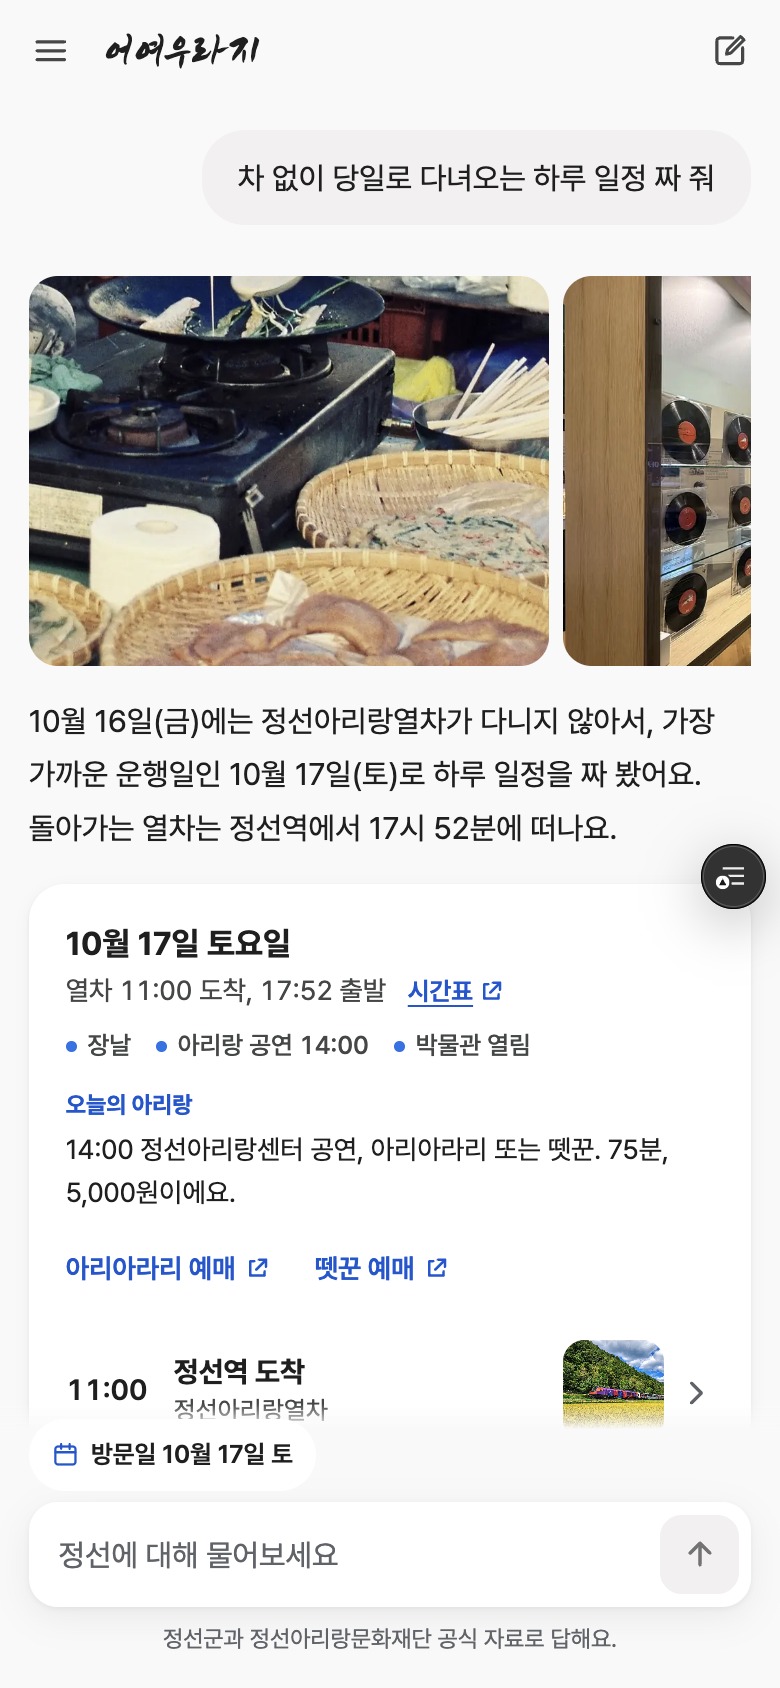 어여우라지
차 없이 당일로 다녀오는 하루 일정 짜 줘
10월 16일(금)에는 정선아리랑열차가 다니지 않아서, 가장
가까운 운행일인 10월 17일(토)로 하루 일정을 짜 봤어요.
돌아가는 열차는 정선역에서 17시 52분에 떠나요.
10월 17일 토요일
열차 11:00 도착, 17:52 출발 시간표
장날 아리랑 공연 14:00 박물관 열림
오늘의 아리랑
14:00 정선아리랑센터 공연, 아리아라리 또는 뗏꾼. 75분,
5,000원이에요.
아리아라리 예매 뗏꾼 예매
11:00 정선역 도착
정선아리랑열차
방문일 10월 17일 토
정선에 대해 물어보세요
정선군과 정선아리랑문화재단 공식 자료로 답해요.